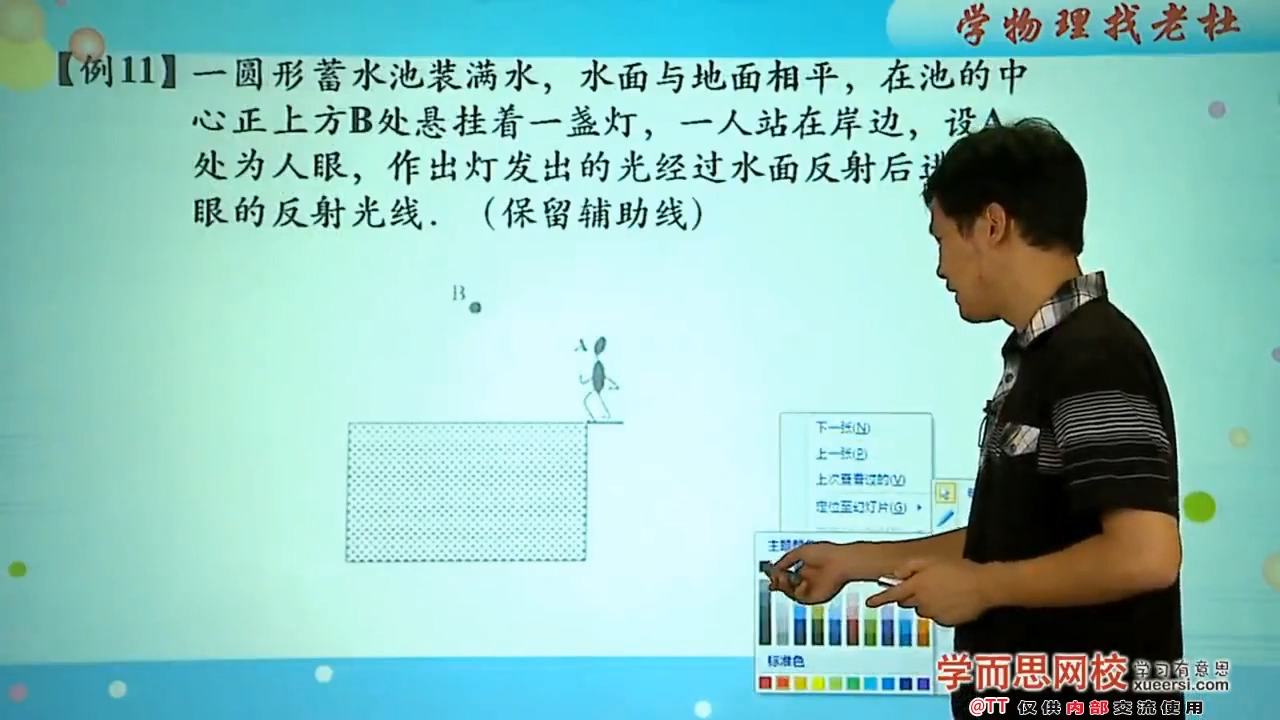 学物理找老杜
【例11】一圆形蓄水池装满水，水面与地面相平，在池的中
心正上方B处悬挂着一盏灯，一人站在岸边，设A
处为人眼，作出灯发出的光经过水面反射后进
眼的反射光线．（保留辅助线）
B
A
下一张(N)
上一张(P)
上次查看过的(V)
定位至幻灯片(G)
主题颜色
标准色
学而思网校
学习有意思
xueersi.com
@TT 仅供内部交流使用